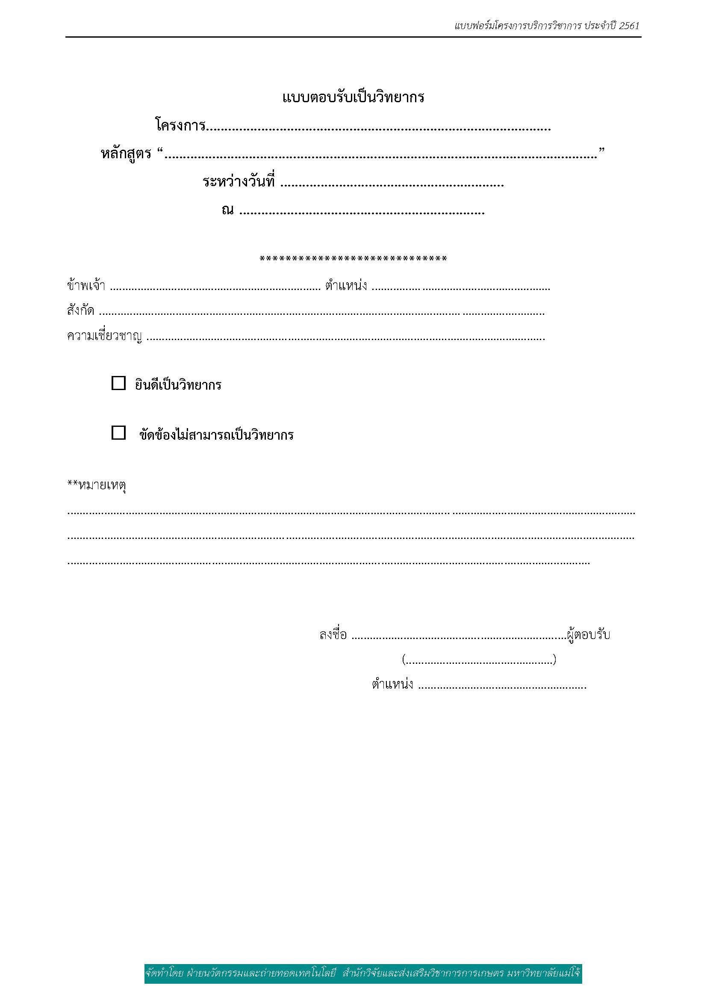 แบบฟอร์มโครงการบริการวิชาการ ประจำปี 2561
แบบตอบรับเป็นวิทยากร
โครงการ..............................................................................................
หลักสูตร “......................................................................................................................”
ระหว่างวันที่ .............................................................
ณ ...................................................................
*****************************
ข้าพเจ้า ..................................................................... ตำแหน่ง ..........................................................
สังกัด .................................................................................................................................................
ความเชี่ยวชาญ ..................................................................................................................................
☐ ยินดีเป็นวิทยากร
☐ ขัดข้องไม่สามารถเป็นวิทยากร
**หมายเหตุ
.........................................................................................................................................................................................
.........................................................................................................................................................................................
...........................................................................................................................................................................
ลงชื่อ ......................................................................ผู้ตอบรับ
(................................................)
ตำแหน่ง .......................................................
จัดทำโดย ฝ่ายนวัตกรรมและถ่ายทอดเทคโนโลยี สำนักวิจัยและส่งเสริมวิชาการการเกษตร มหาวิทยาลัยแม่โจ้